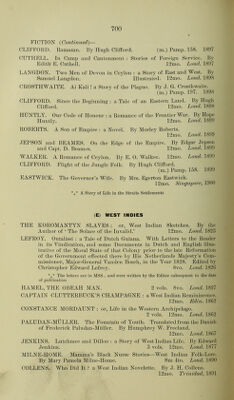 700
FICTION (Continued)—
CLIFFORD. Bamsam. By Hugh Clifford. (m.) Pamp. 158. 1897
CUTHELL. In Camp and Cantonment : Stories of Foreign Service. By
Edith E. Cuthell. 12mo. Lond. 1897
LANGDON. Two Men of Devon in Ceylon : a Story of East and West. By
Samuel Langdon. Illustrated. 12mo. Lond. 1898
CROSTHWAITE. Ai Kali! a Story of the Plague. By J. G. Crosthwaite.
(m.) Pamp. 197. 1898
CLIFFORD. Since the Beginning : a Tale of an Eastern Land. By Hugh
Clifford. 12mo. Lond. 1898
HUNTLY. Our Code of Honour : a Romance of the Frontier War. By Hope
Huntly. 12mo. Lond. 1899
ROBERTS. A Son of Empire : a Novel. By Morley Roberts.
12mo. Lond. 1899
JEPSON and BEAMES. On the Edge of the Empire. By Edgar Jepson
and Capt. D. Beames. 12mo. Lond. 1899
WALKER. A Romance of Ceylon. By E. O. Walker. 12mo. Lond. 1899
CLIFFORD. Flight of the Jungle Folk. By Hugh Clifford.
(m.) Pamp. 158. 1899
EASTWICK. The Governor's Wife. By Mrs. Egerton Eastwick.
12mo. Singapore, 1900
*** A Story of Life in the Straits Settlements
(E) WEST INDIES
THE KOROMANTYN SLAVES: or, West Indian Sketches. By the
Author of 'The Solace of the Invalid.' 12mo. Lond. 1823
LEFROY. Outalissi : a Tale of Dutch Guiana. With Letters to the Reader
in its Vindication, and some Documents in Dutch and English Illus-
trative of the Moral State of that Colony prior to the late Reformation
of the Government effected there by His Netherlands Majesty's Com-
missioner, Major-General Vanden Bosch, in the Year 1828. Edited by
Christopher Edward Lefroy. 8vo. Lond. 1826
*** The letters are in MSS., and were written by the Editor subsequent to the date
of publication
HAMEL, THE OBEAH MAN. 2 vols. 8vo. Lond. 1827
CAPTAIN CLUTTERBUCK'S CHAMPAGNE : a West Indian Reminiscence.
12mo. Edin. 1862
CONSTANCE MORDAUNT ; or, Life in the Western Archipelago.
2 vols. 12mo. Lond. 1862
PALUDAN-MÜLLER. The Fountain of Youth. Translated from the Danish
of Frederick Paludan-Müller. By Humphrey W. Freeland.
12mo. Lond. 1867
JENKINS. Lutchmee and Dilloo : a Story of West Indian Life. By Edward
Jenkins. 3 vols. 12mo. Lond. 1877
MILNE-HOME. Mamma's Black Nurse Stories—West Indian Folk-Lore.
By Mary Pamela Milne-Home. Sm. 4to. Lond. 1890
COLLENS. Who Did It? a West Indian Novelette. By J. H. Collens.
12mo. Trinidad, 1891